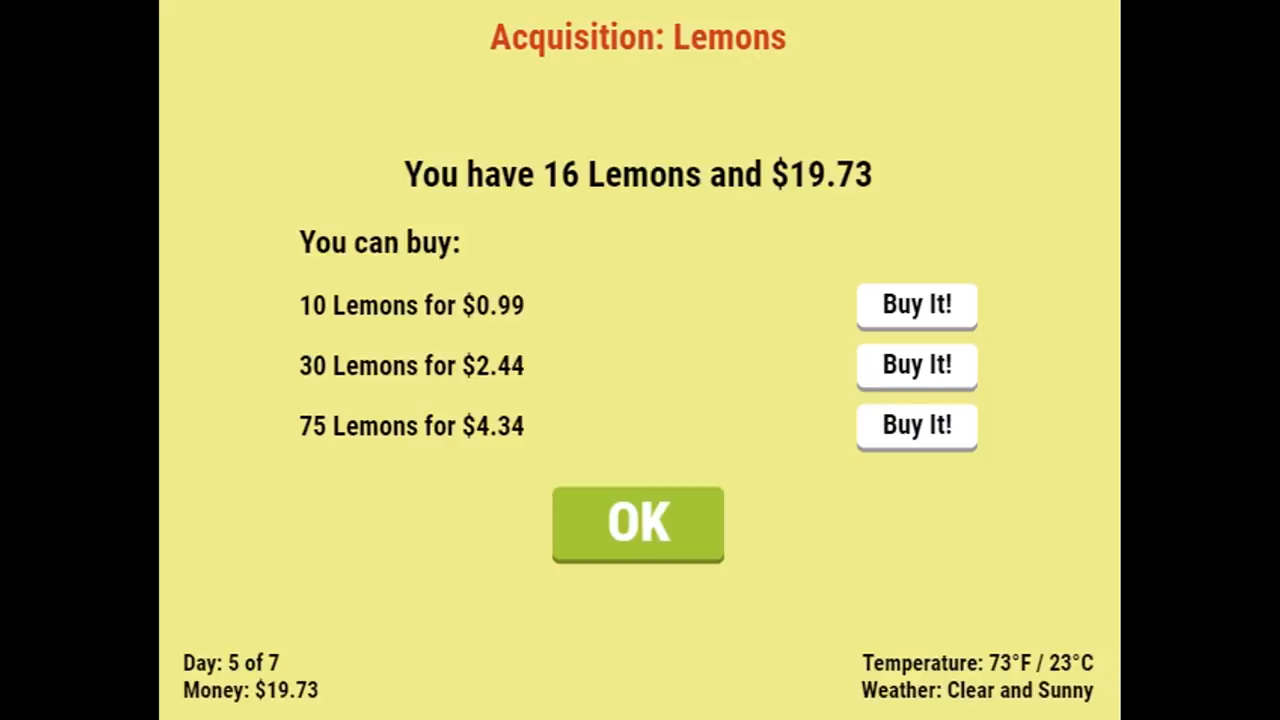 Acquisition: Lemons
You have 16 Lemons and $19.73
You can buy:
10 Lemons for $0.99 Buy It!
30 Lemons for $2.44 Buy It!
75 Lemons for $4.34 Buy It!
OK
Day: 5 of 7
Money: $19.73
Temperature: 73°F / 23°C
Weather: Clear and Sunny